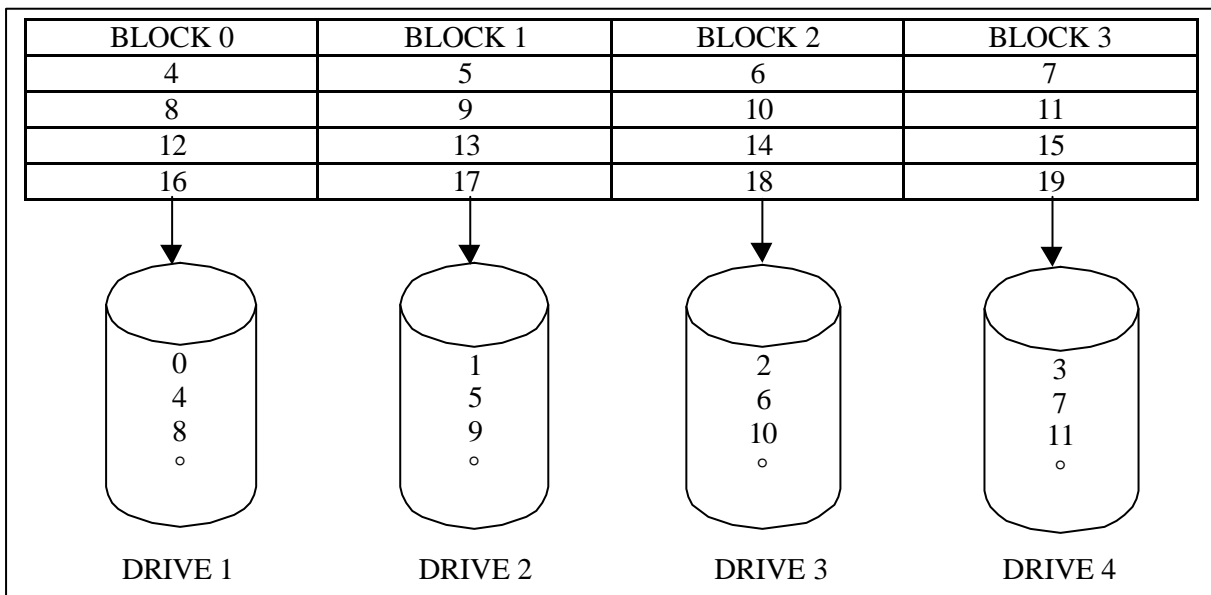 BLOCK 0 BLOCK 1 BLOCK 2 BLOCK 3
4 5 6 7
8 9 10 11
12 13 14 15
16 17 18 19
0 1 2 3
4 5 6 7
8 9 10 11
° ° ° °
DRIVE 1 DRIVE 2 DRIVE 3 DRIVE 4